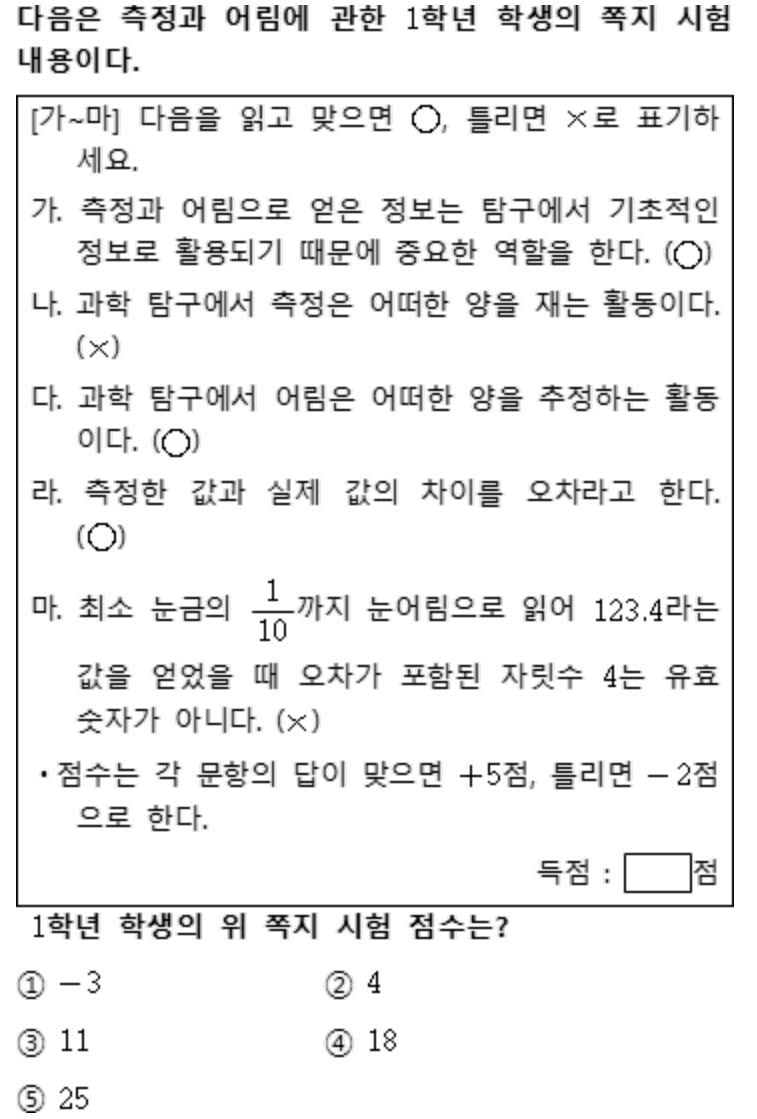 다음은 측정과 어림에 관한 1학년 학생의 쪽지 시험
내용이다.
[가~마] 다음을 읽고 맞으면 ○, 틀리면 ×로 표기하
세요.
가. 측정과 어림으로 얻은 정보는 탐구에서 기초적인
정보로 활용되기 때문에 중요한 역할을 한다. (○)
나. 과학 탐구에서 측정은 어떠한 양을 재는 활동이다.
(×)
다. 과학 탐구에서 어림은 어떠한 양을 추정하는 활동
이다. (○)
라. 측정한 값과 실제 값의 차이를 오차라고 한다.
(○)
마. 최소 눈금의 1/10까지 눈어림으로 읽어 123.4라는
값을 얻었을 때 오차가 포함된 자릿수 4는 유효
숫자가 아니다. (×)
・점수는 각 문항의 답이 맞으면 +5점, 틀리면 -2점
으로 한다.
득점 : 점
1학년 학생의 위 쪽지 시험 점수는?
① -3 ② 4
③ 11 ④ 18
⑤ 25